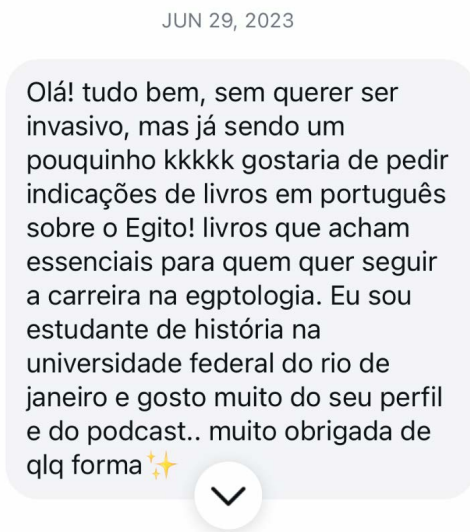 JUN 29, 2023
Olá! tudo bem, sem querer ser
invasivo, mas já sendo um
pouquinho kkkkk gostaria de pedir
indicações de livros em português
sobre o Egito! livros que acham
essenciais para quem quer seguir
a carreira na egptologia. Eu sou
estudante de história na
universidade federal do rio de
janeiro e gosto muito do seu perfil
e do podcast.. muito obrigada de
qlq forma✨